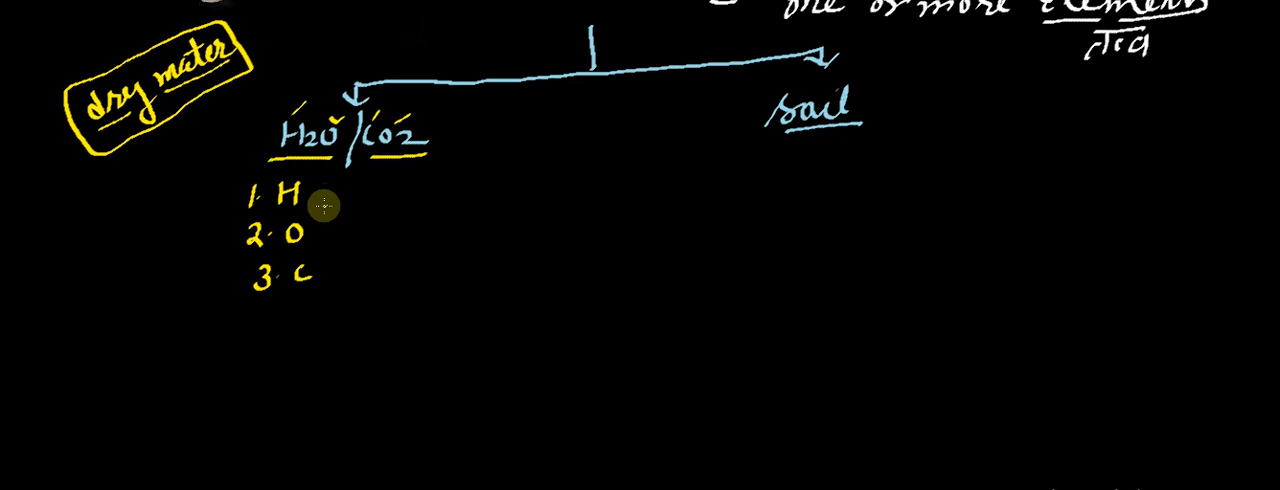 one or more Elements
dry mater
H2O / CO2
Soil
1. H
2. O
3. C